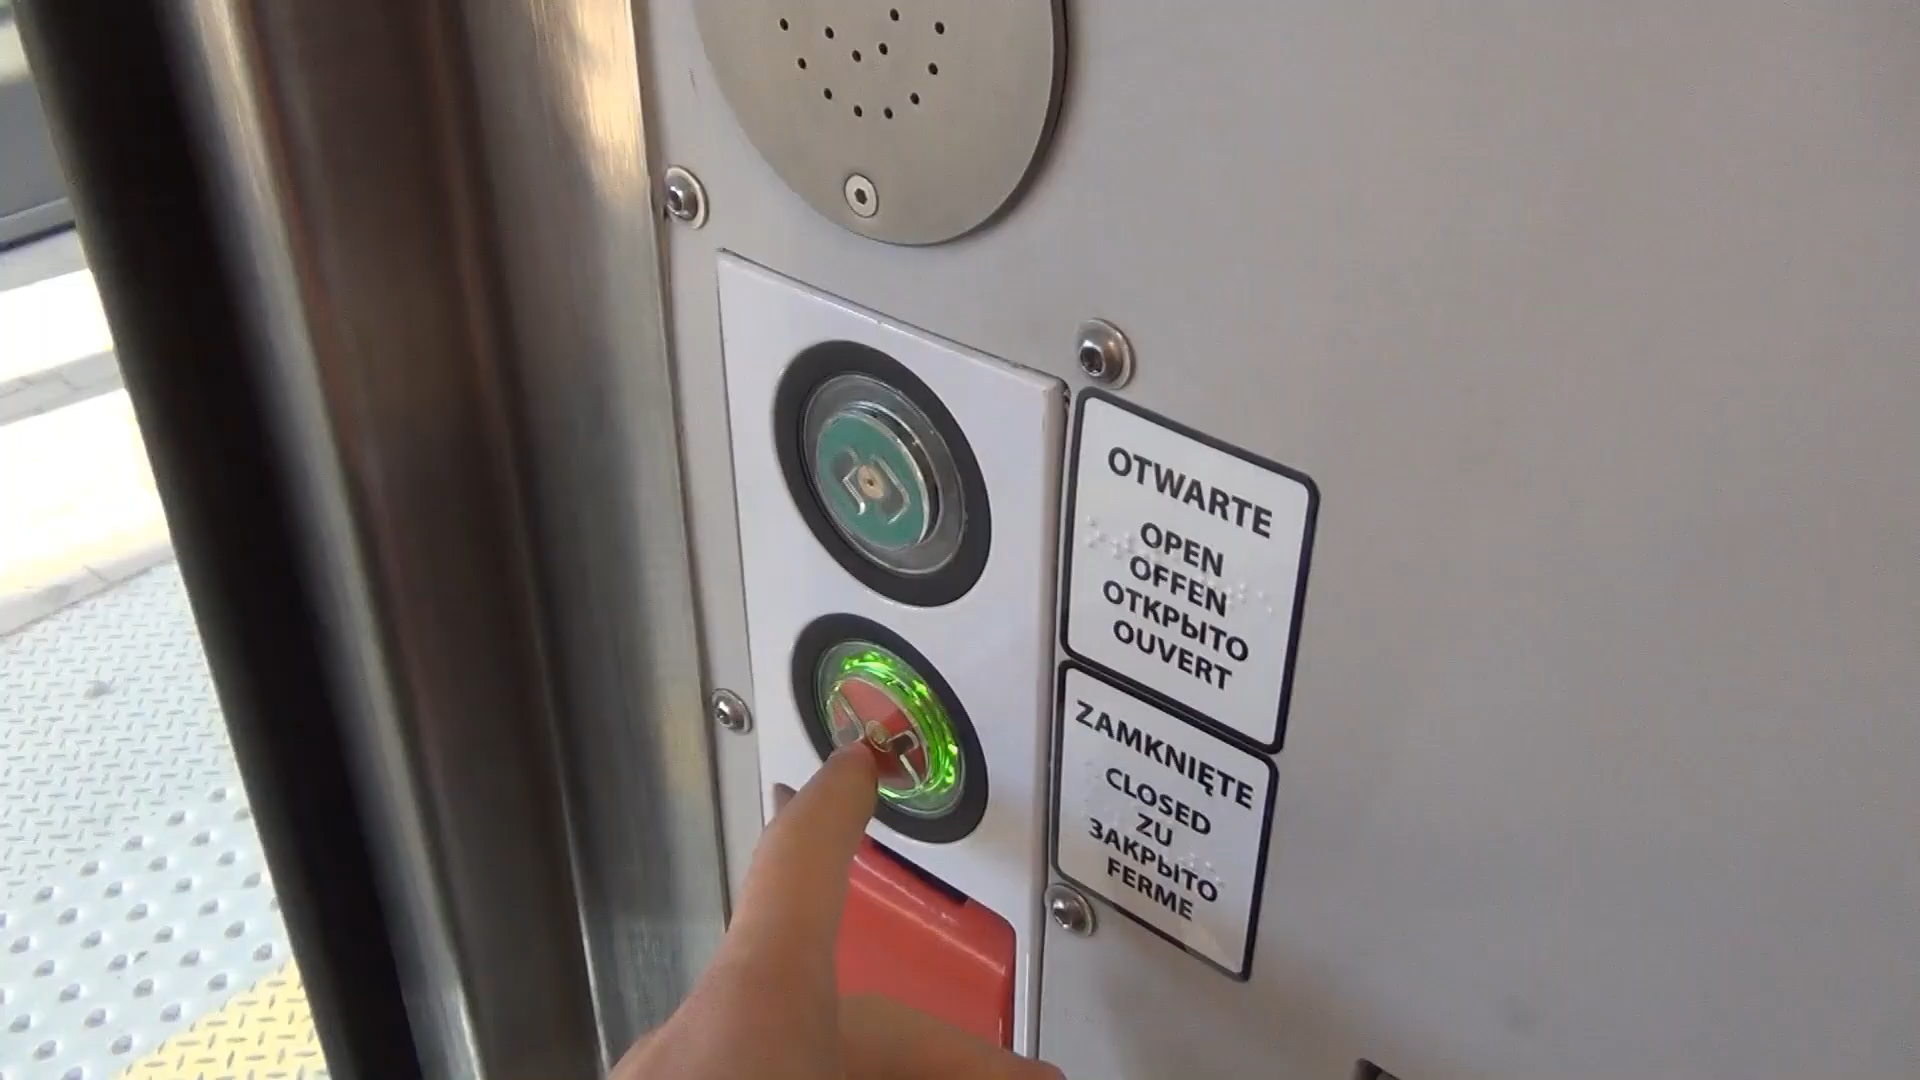 OTWARTE
OPEN
OFFEN
ОТКРЫТО
OUVERT
ZAMKNIĘTE
CLOSED
ZU
ЗАКРЫТО
FERME